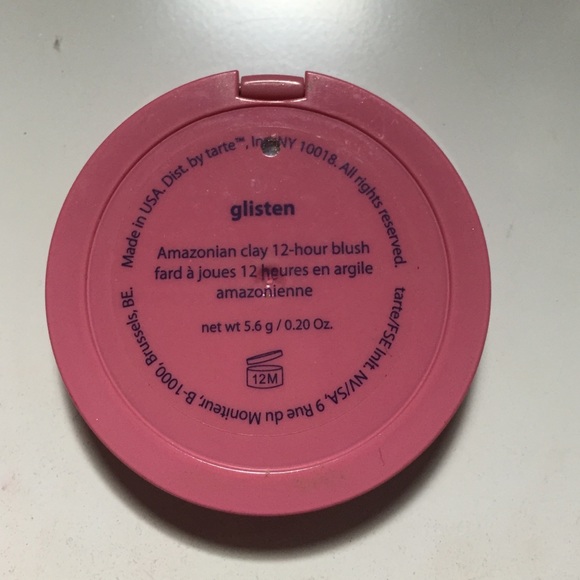 Made in USA. Dist. by tarte™, Inc. NY 10018. All rights reserved.
glisten
Amazonian clay 12-hour blush
fard à joues 12 heures en argile
amazonienne
net wt 5.6 g / 0.20 Oz.
12M
tarte/FSE Init. NV/SA, 9 Rue du Moniteur, B-1000, Brussels, BE.